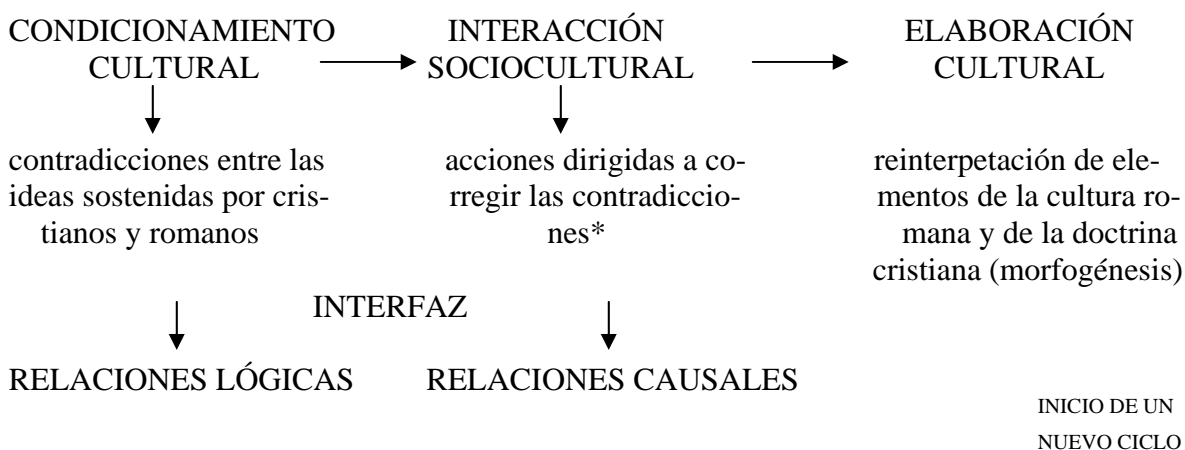 CONDICIONAMIENTO
CULTURAL
INTERACCIÓN
SOCIOCULTURAL
ELABORACIÓN
CULTURAL
contradicciones entre las
ideas sostenidas por cris-
tianos y romanos
acciones dirigidas a co-
rregir las contradiccio-
nes*
reinterpetación de ele-
mentos de la cultura ro-
mana y de la doctrina
cristiana (morfogénesis)
INTERFAZ
RELACIONES LÓGICAS
RELACIONES CAUSALES
INICIO DE UN
NUEVO CICLO